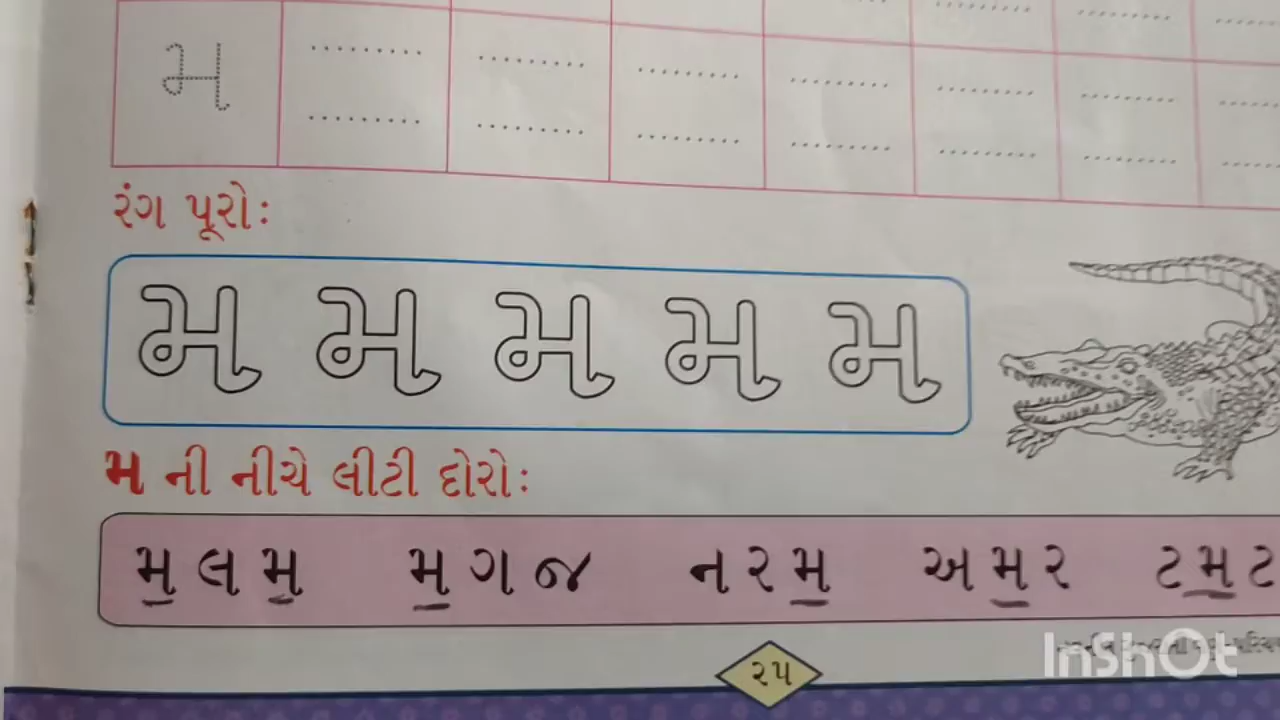 મ
રંગ પૂરો:
મ મ મ મ મ
મ ની નીચે લીટી દોરો:
મલમ મગજ નરમ અમર ટમટ
InShOt
૨૫